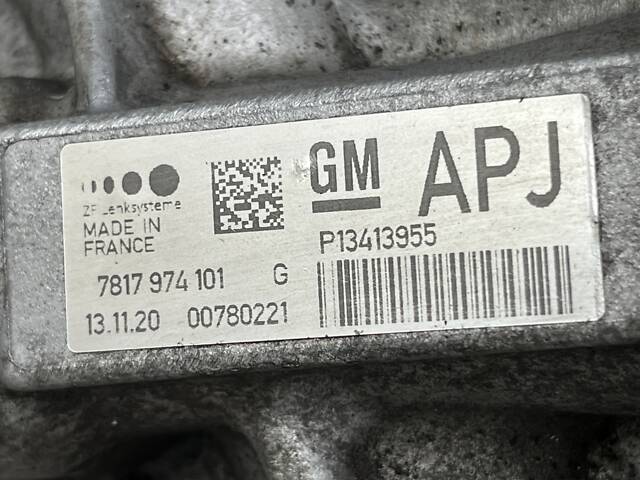 ZF Lenksysteme
MADE IN
FRANCE
7817 974 101 G
13.11.20 00780221
GM APJ
P13413955